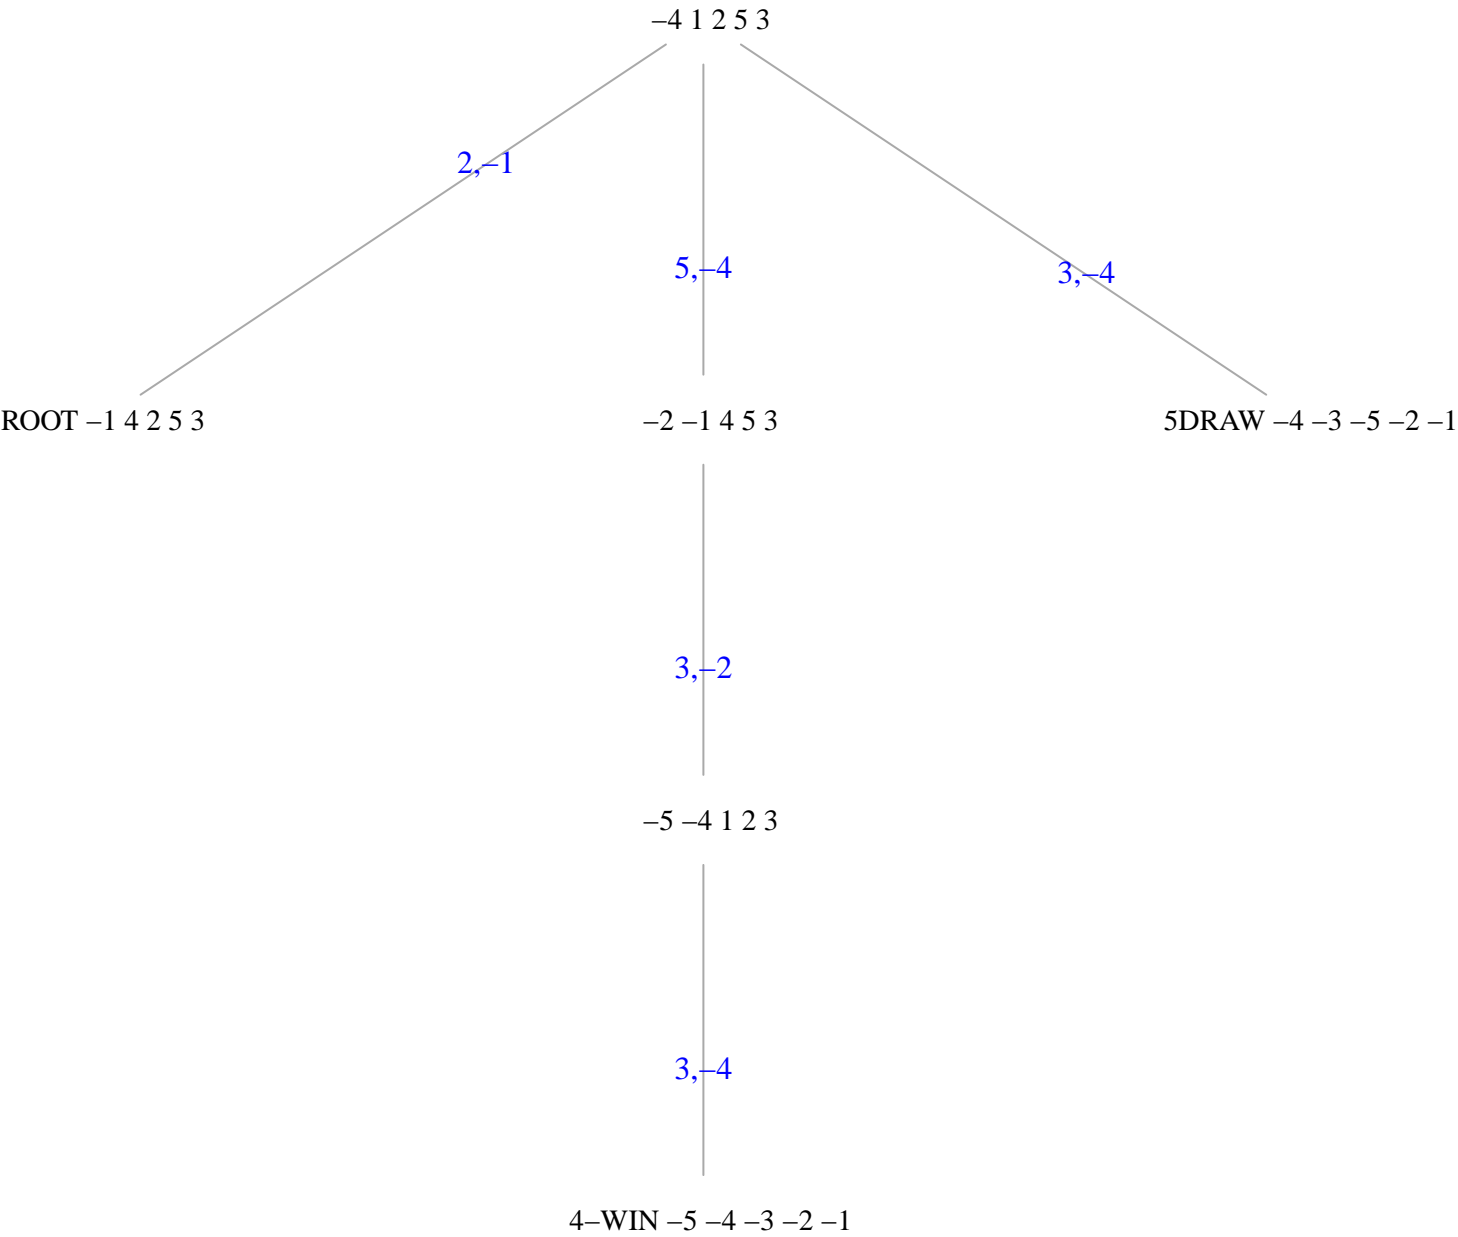 –4 1 2 5 3
2,–1
5,–4
3,–4
ROOT –1 4 2 5 3
–2 –1 4 5 3
5DRAW –4 –3 –5 –2 –1
3,–2
–5 –4 1 2 3
3,–4
4–WIN –5 –4 –3 –2 –1